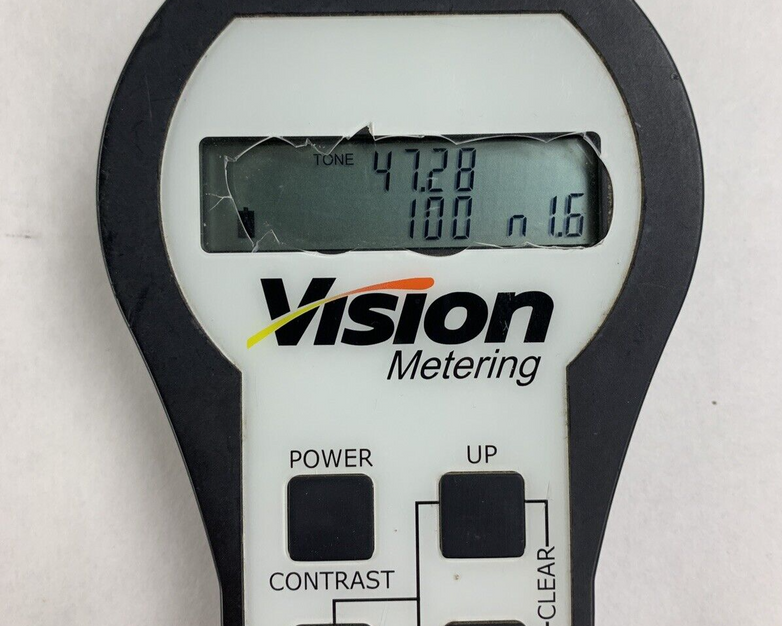 TONE 47.28
100 n 1.6
Vision
Metering
POWER
UP
CONTRAST
CLEAR